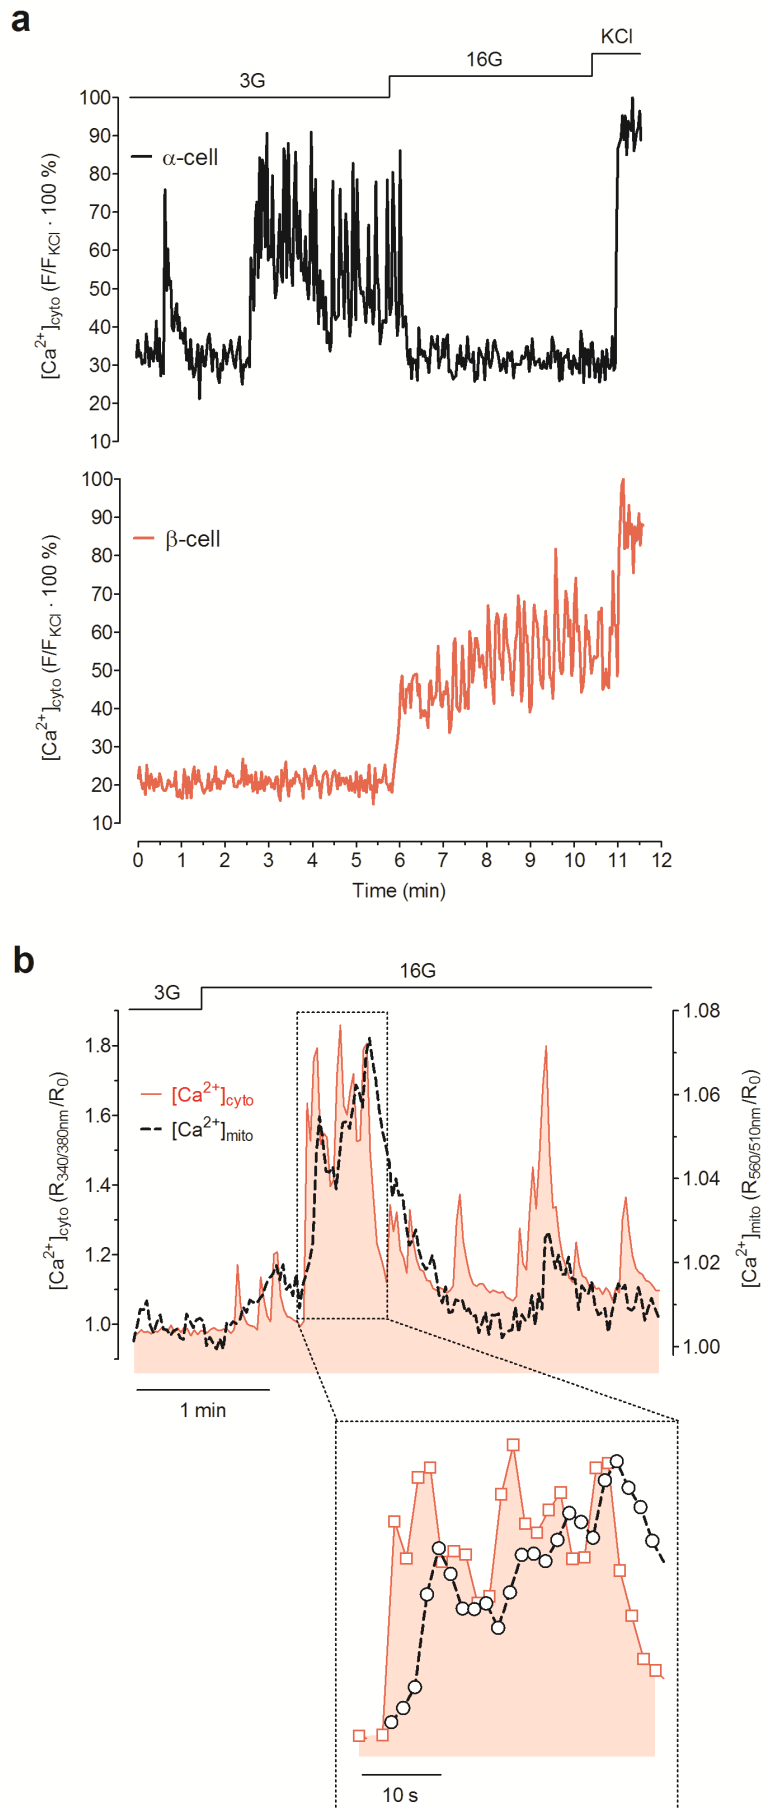 a
KCl
16G
3G
100
90
80
70
60
50
40
30
20
10
[Ca²⁺]cyto (F/FKCl · 100 %)
α-cell
100
90
80
70
60
50
40
30
20
10
[Ca²⁺]cyto (F/FKCl · 100 %)
β-cell
0 1 2 3 4 5 6 7 8 9 10 11 12
Time (min)
b
16G
3G
1.8
1.6
1.4
1.2
1.0
[Ca²⁺]cyto (R340/380nm/R0)
[Ca²⁺]cyto
[Ca²⁺]mito
1.08
1.06
1.04
1.02
1.00
[Ca²⁺]mito (R560/510nm/R0)
1 min
10 s